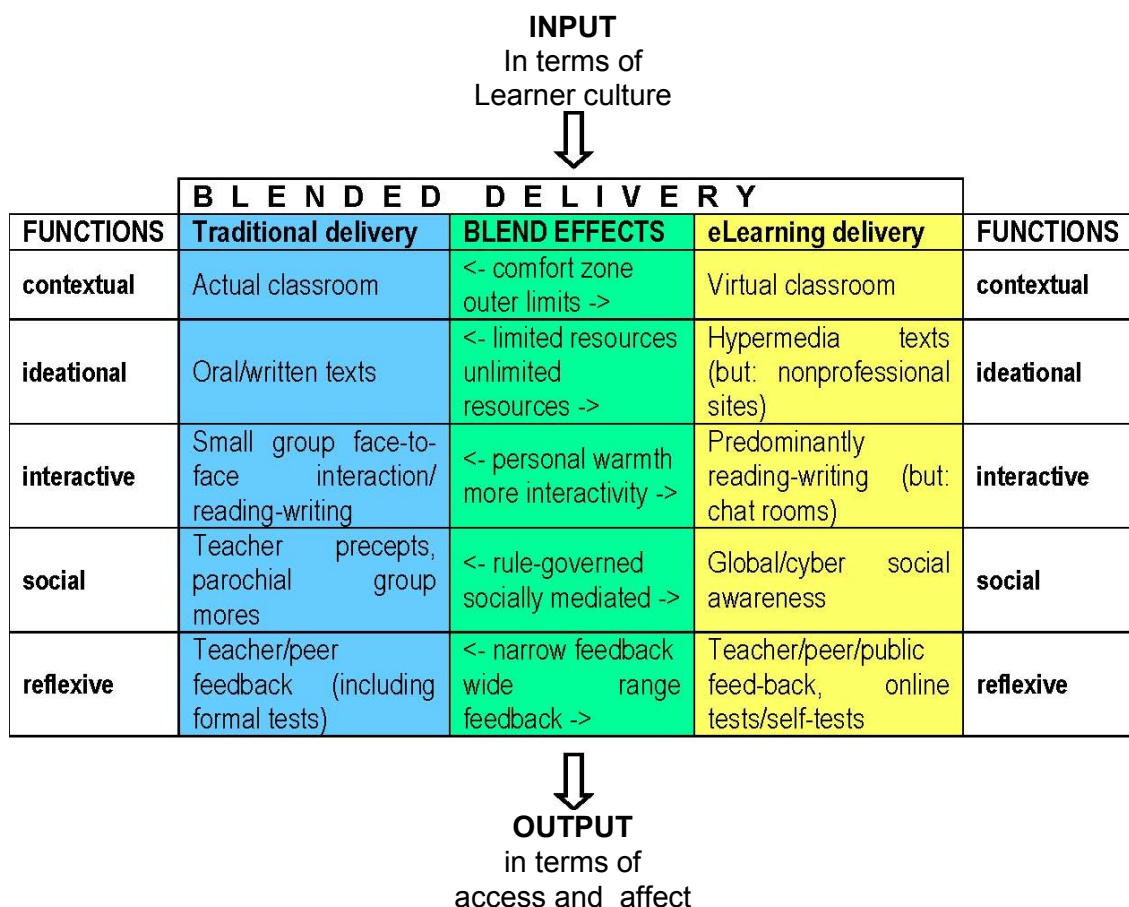 INPUT
In terms of
Learner culture
B L E N D E D D E L I V E R Y
FUNCTIONS Traditional delivery BLEND EFFECTS eLearning delivery FUNCTIONS
contextual
Actual classroom
<- comfort zone
outer limits ->
Virtual classroom
contextual
ideational
Oral/written texts
<- limited resources
unlimited
resources ->
Hypermedia texts
(but: nonprofessional
sites)
ideational
interactive
Small group face-to-
face interaction/
reading-writing
<- personal warmth
more interactivity ->
Predominantly
reading-writing (but:
chat rooms)
interactive
social
Teacher precepts,
parochial group
mores
<- rule-governed
socially mediated ->
Global/cyber social
awareness
social
reflexive
Teacher/peer
feedback (including
formal tests)
<- narrow feedback
wide range
feedback ->
Teacher/peer/public
feed-back, online
tests/self-tests
reflexive
OUTPUT
in terms of
access and affect